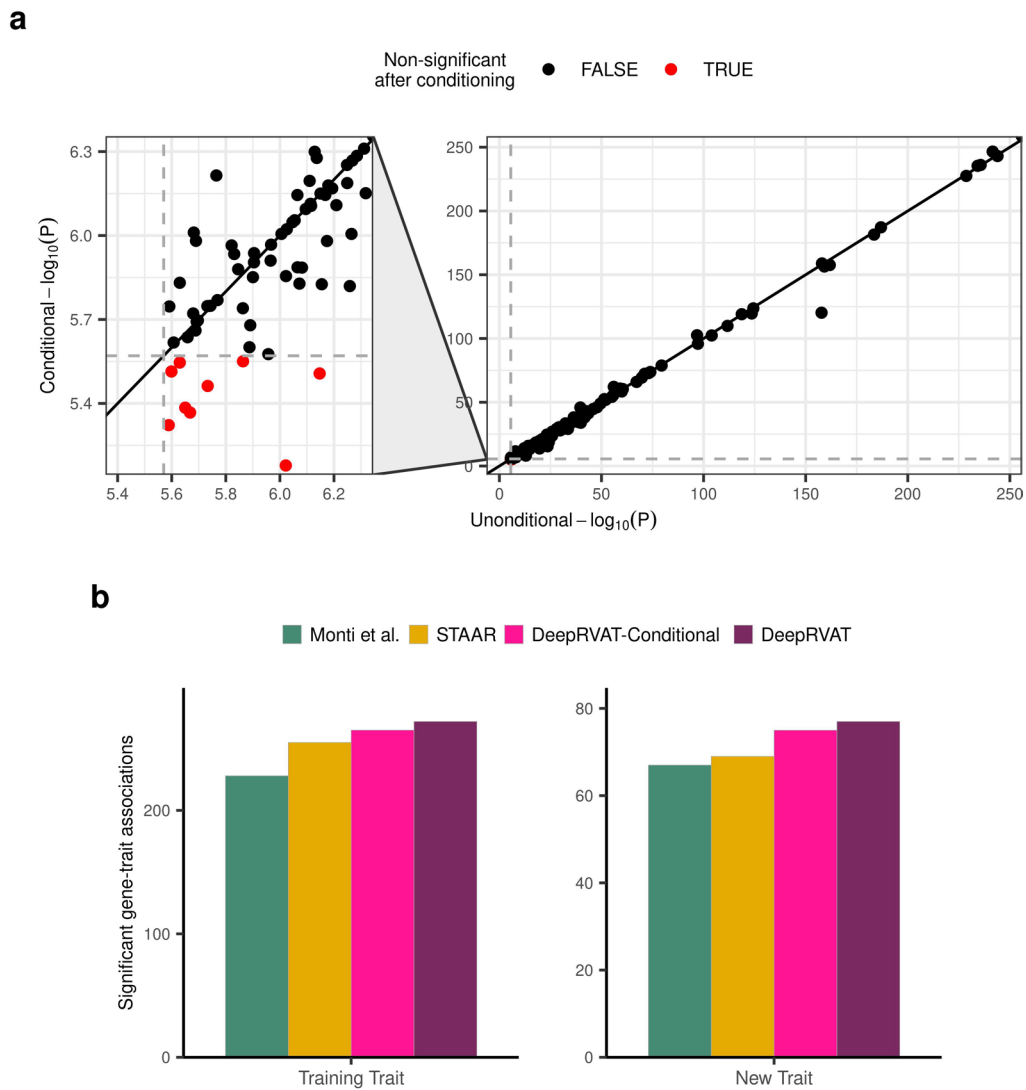 a
Non-significant
after conditioning
FALSE
TRUE
Conditional – log10(P)
6.3
6.0
5.7
5.4
5.4
5.6
5.8
6.0
6.2
250
200
150
100
50
0
0
50
100
150
200
250
Unonditional – log10(P)
b
Monti et al.
STAAR
DeepRVAT-Conditional
DeepRVAT
Significant gene-trait associations
200
100
0
Training Trait
80
60
40
20
0
New Trait